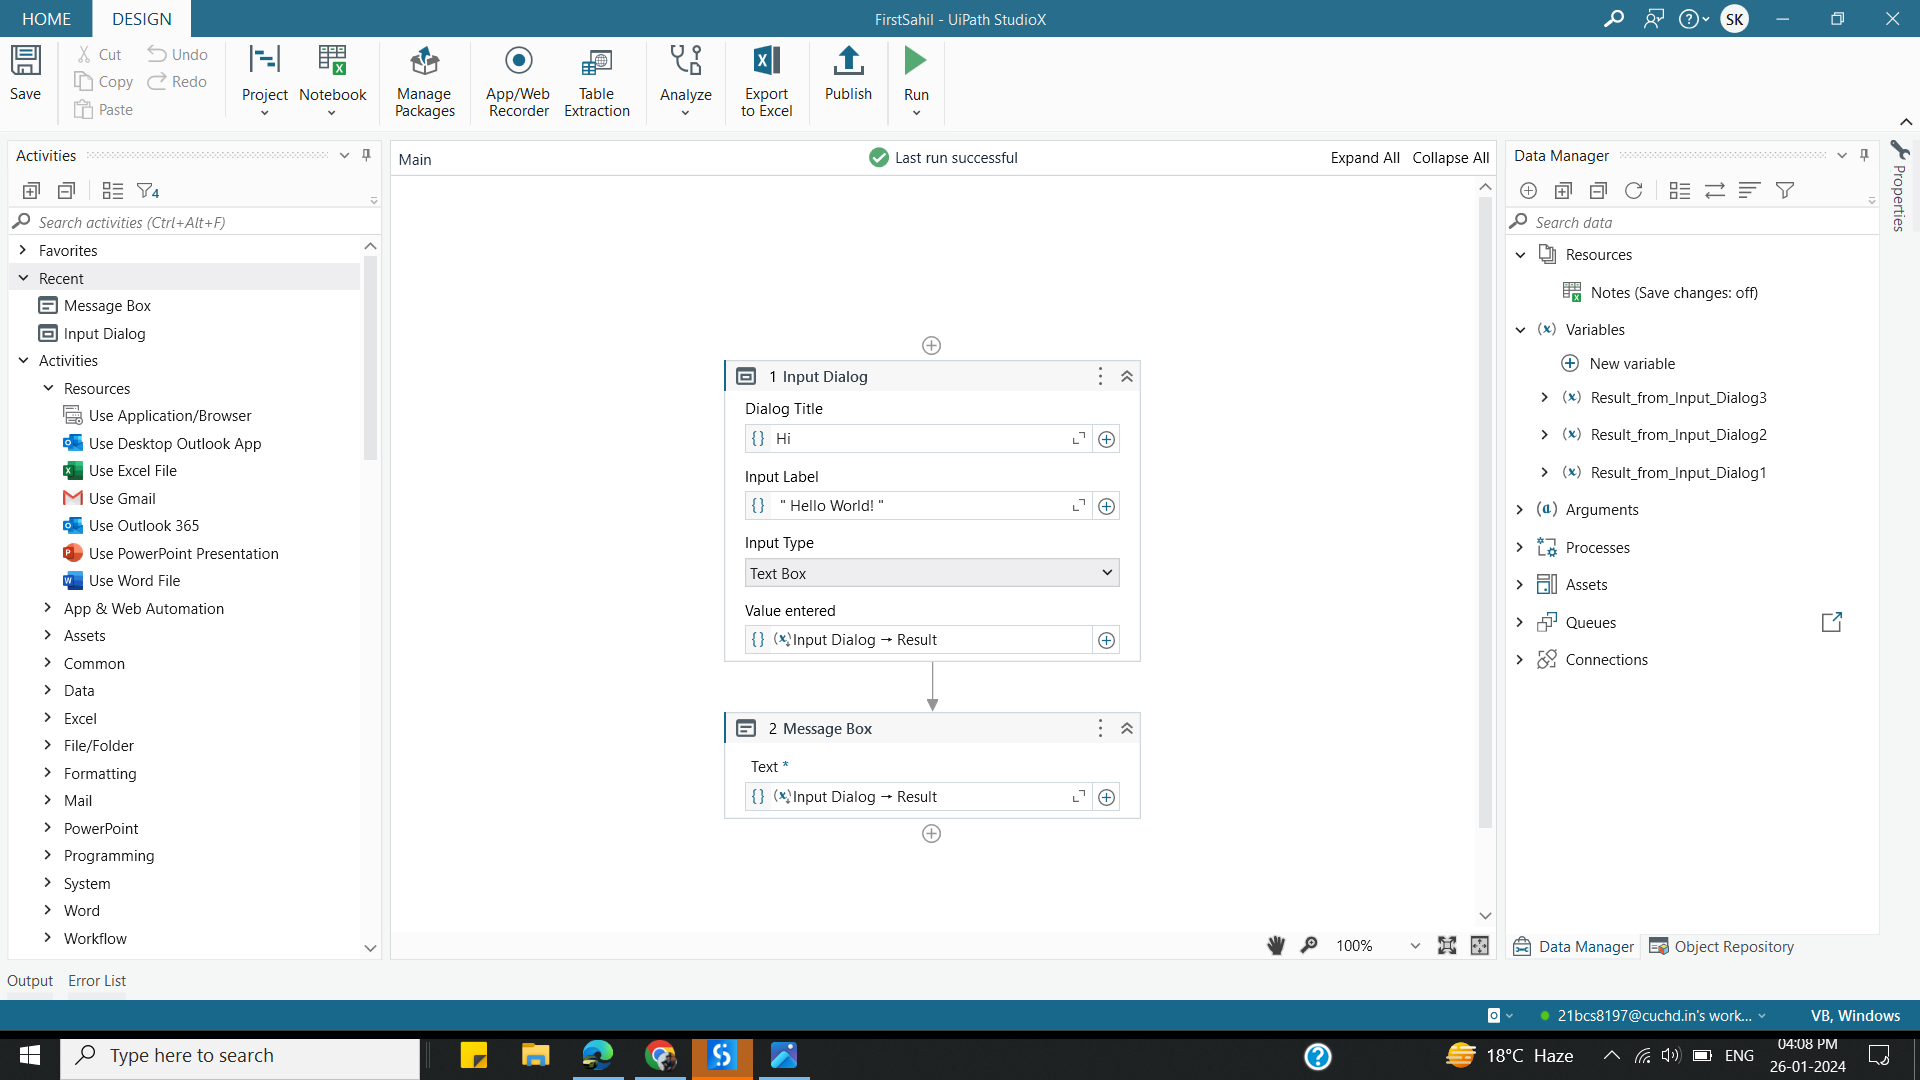 HOME
DESIGN
FirstSahil - UiPath StudioX
SK
Save
Cut
Copy
Paste
Undo
Redo
Project
Notebook
Manage
Packages
App/Web
Recorder
Table
Extraction
Analyze
Export
to Excel
Publish
Run
Activities
4
Search activities (Ctrl+Alt+F)
Favorites
Recent
Message Box
Input Dialog
Activities
Resources
Use Application/Browser
Use Desktop Outlook App
Use Excel File
Use Gmail
Use Outlook 365
Use PowerPoint Presentation
Use Word File
App & Web Automation
Assets
Common
Data
Excel
File/Folder
Formatting
Mail
PowerPoint
Programming
System
Word
Workflow
Main
Last run successful
Expand All
Collapse All
1 Input Dialog
Dialog Title
{} Hi
Input Label
{} " Hello World! "
Input Type
Text Box
Value entered
{} (x) Input Dialog → Result
2 Message Box
Text *
{} (x) Input Dialog → Result
100%
Data Manager
Search data
Resources
Notes (Save changes: off)
(x) Variables
New variable
(x) Result_from_Input_Dialog3
(x) Result_from_Input_Dialog2
(x) Result_from_Input_Dialog1
(a) Arguments
Processes
Assets
Queues
Connections
Data Manager
Object Repository
Properties
Output
Error List
21bcs8197@cuchd.in's work...
VB, Windows
Type here to search
18°C Haze
ENG
04:08 PM
26-01-2024